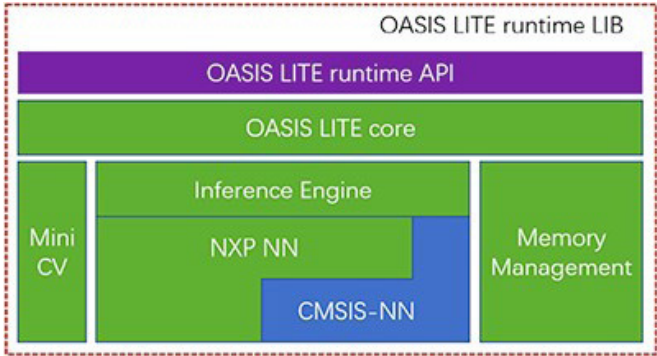 OASIS LITE runtime LIB
OASIS LITE runtime API
OASIS LITE core
Mini
CV
Inference Engine
NXP NN
CMSIS-NN
Memory
Management